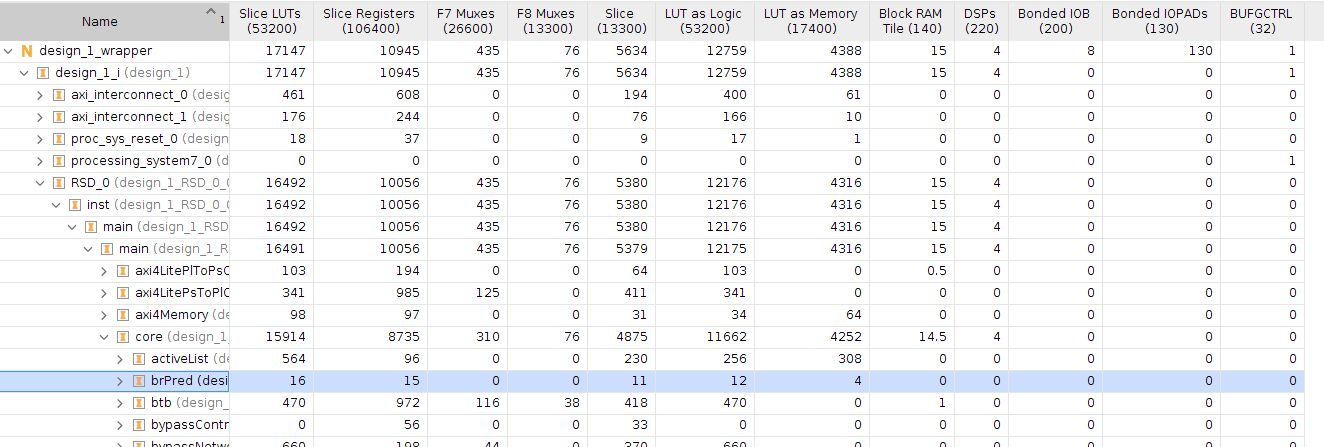 Name 1 Slice LUTs (53200) Slice Registers (106400) F7 Muxes (26600) F8 Muxes (13300) Slice (13300) LUT as Logic (53200) LUT as Memory (17400) Block RAM Tile (140) DSPs (220) Bonded IOB (200) Bonded IOPADs (130) BUFGCTRL (32)
N design_1_wrapper 17147 10945 435 76 5634 12759 4388 15 4 8 130 1
design_1_i (design_1) 17147 10945 435 76 5634 12759 4388 15 4 0 0 1
axi_interconnect_0 (desig 461 608 0 0 194 400 61 0 0 0 0 0
axi_interconnect_1 (desig 176 244 0 0 76 166 10 0 0 0 0 0
proc_sys_reset_0 (design 18 37 0 0 9 17 1 0 0 0 0 0
processing_system7_0 (d 0 0 0 0 0 0 0 0 0 0 0 1
RSD_0 (design_1_RSD_0_0 16492 10056 435 76 5380 12176 4316 15 4 0 0 0
inst (design_1_RSD_0_0 16492 10056 435 76 5380 12176 4316 15 4 0 0 0
main (design_1_RSD 16492 10056 435 76 5380 12176 4316 15 4 0 0 0
main (design_1_R 16491 10056 435 76 5379 12175 4316 15 4 0 0 0
axi4LitePlToPsC 103 194 0 0 64 103 0 0.5 0 0 0 0
axi4LitePsToPlC 341 985 125 0 411 341 0 0 0 0 0 0
axi4Memory (de 98 97 0 0 31 34 64 0 0 0 0 0
core (design_1_ 15914 8735 310 76 4875 11662 4252 14.5 4 0 0 0
activeList (de 564 96 0 0 230 256 308 0 0 0 0 0
brPred (desi 16 15 0 0 11 12 4 0 0 0 0 0
btb (design_ 470 972 116 38 418 470 0 1 0 0 0 0
bypassContr 0 56 0 0 33 0 0 0 0 0 0 0
bypassNetw 660 198 44 0 370 660 0 0 0 0 0 0